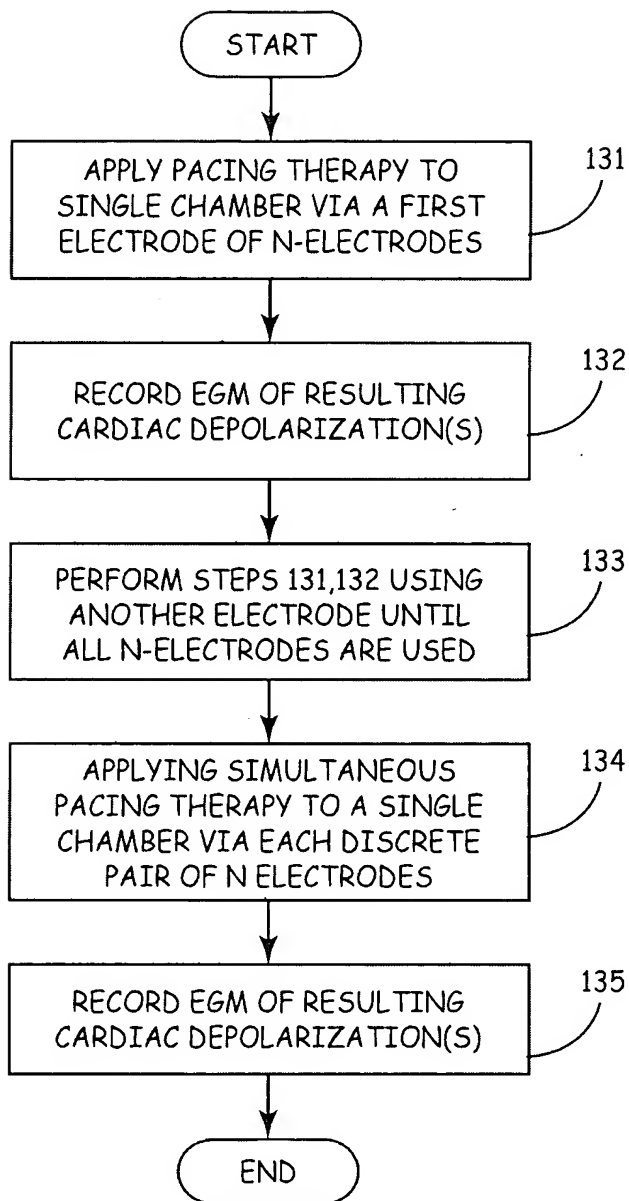 START
APPLY PACING THERAPY TO
SINGLE CHAMBER VIA A FIRST
ELECTRODE OF N-ELECTRODES
131
RECORD EGM OF RESULTING
CARDIAC DEPOLARIZATION(S)
132
PERFORM STEPS 131,132 USING
ANOTHER ELECTRODE UNTIL
ALL N-ELECTRODES ARE USED
133
APPLYING SIMULTANEOUS
PACING THERAPY TO A SINGLE
CHAMBER VIA EACH DISCRETE
PAIR OF N ELECTRODES
134
RECORD EGM OF RESULTING
CARDIAC DEPOLARIZATION(S)
135
END